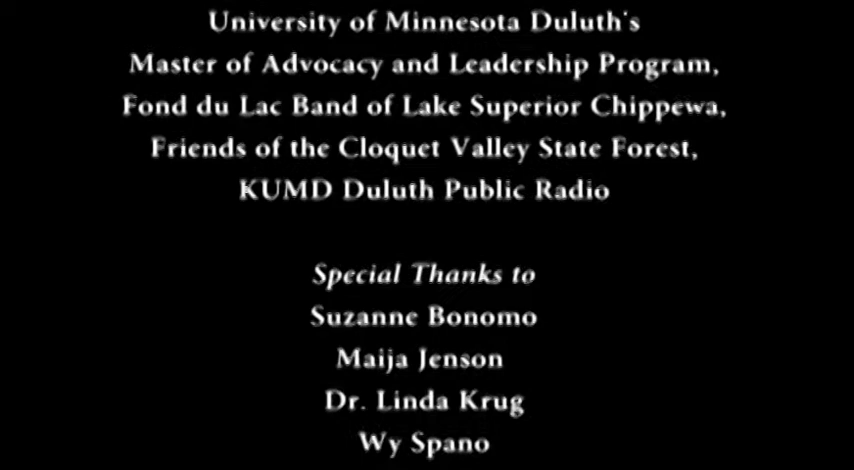 University of Minnesota Duluth's
Master of Advocacy and Leadership Program,
Fond du Lac Band of Lake Superior Chippewa,
Friends of the Cloquet Valley State Forest,
KUMD Duluth Public Radio
Special Thanks to
Suzanne Bonomo
Maija Jenson
Dr. Linda Krug
Wy Spano